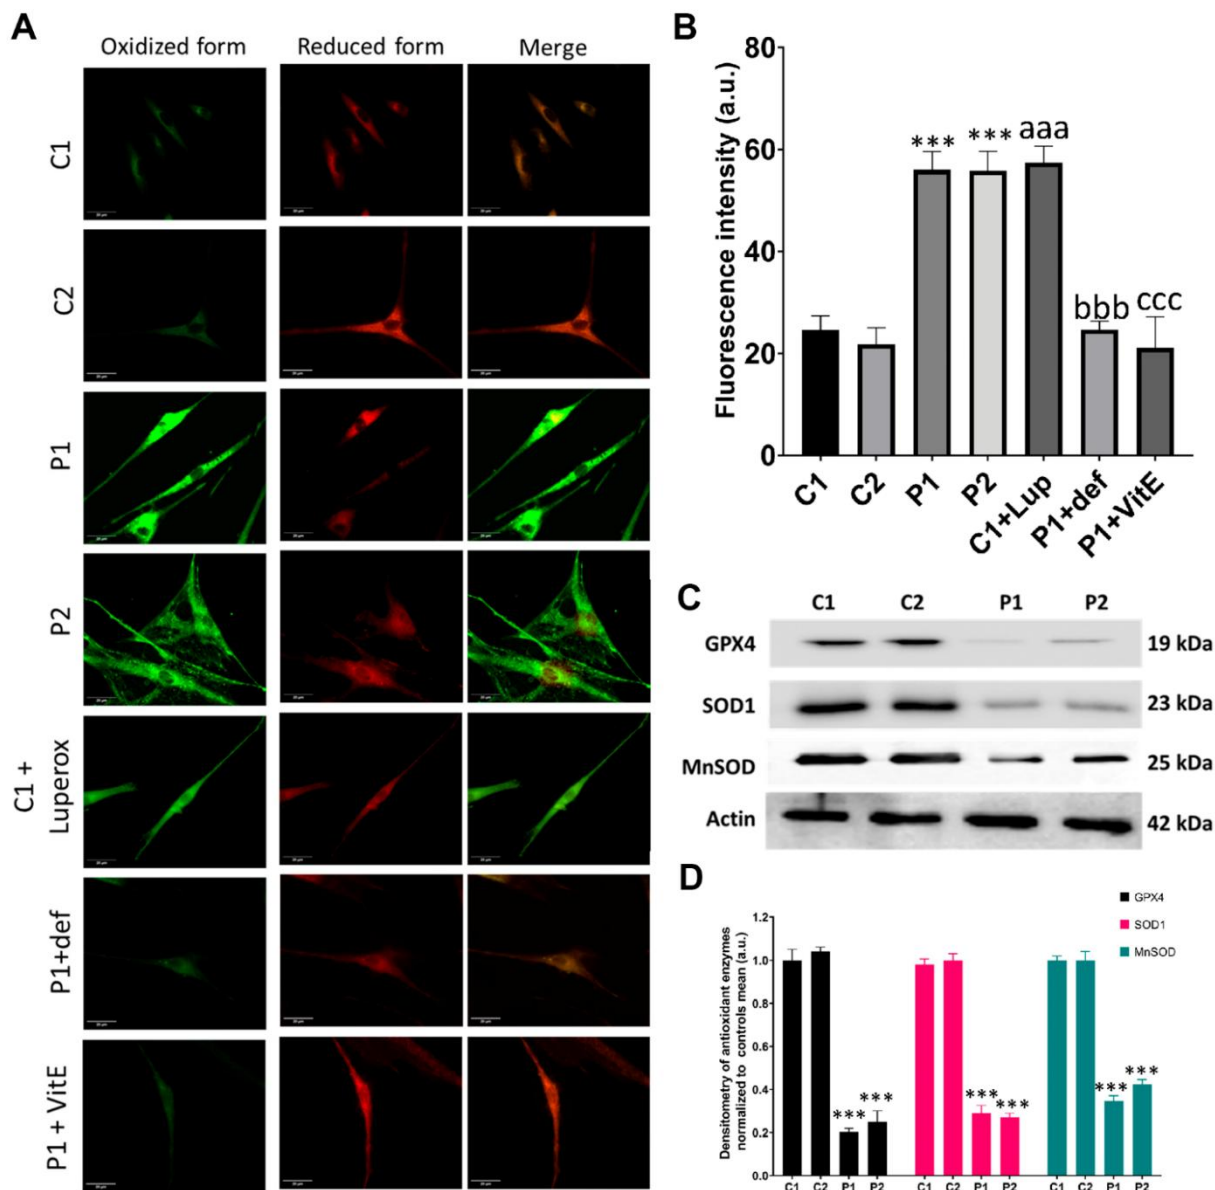 A
Oxidized form
Reduced form
Merge
C1
C2
P1
P2
C1 +
Luperox
P1+def
P1 + VitE
B
Fluorescence intensity (a.u.)
80
60
40
20
0
***
***
aaa
bbb
ccc
C1
C2
P1
P2
C1+Lup
P1+def
P1+VitE
C
C1 C2 P1 P2
GPX4 19 kDa
SOD1 23 kDa
MnSOD 25 kDa
Actin 42 kDa
D
GPX4
SOD1
MnSOD
Densitometry of antioxidant enzymes
normalized to controls mean (a.u.)
1.2
1.0
0.8
0.6
0.4
0.2
0.0
*** ***
*** ***
*** ***
C1 C2 P1 P2 C1 C2 P1 P2 C1 C2 P1 P2